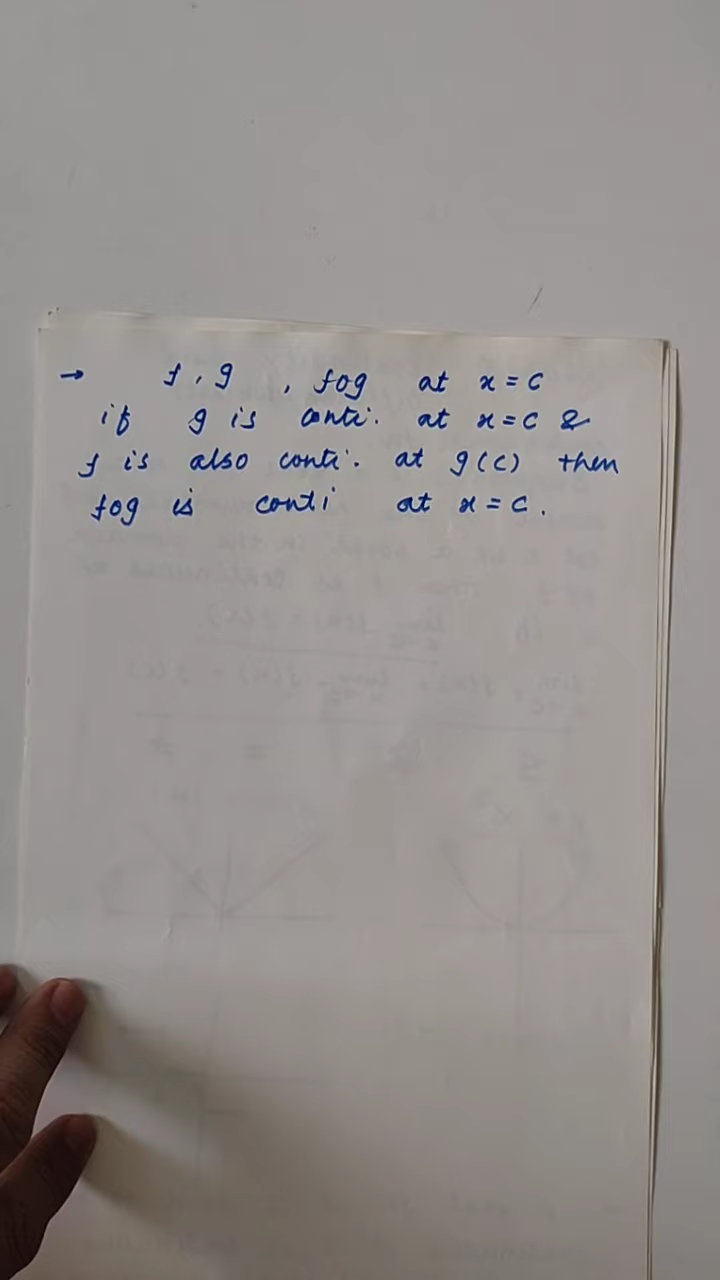 → f, g , fog at x = c
if g is conti. at x = c &
f is also conti. at g(c) then
fog is conti at x = c.